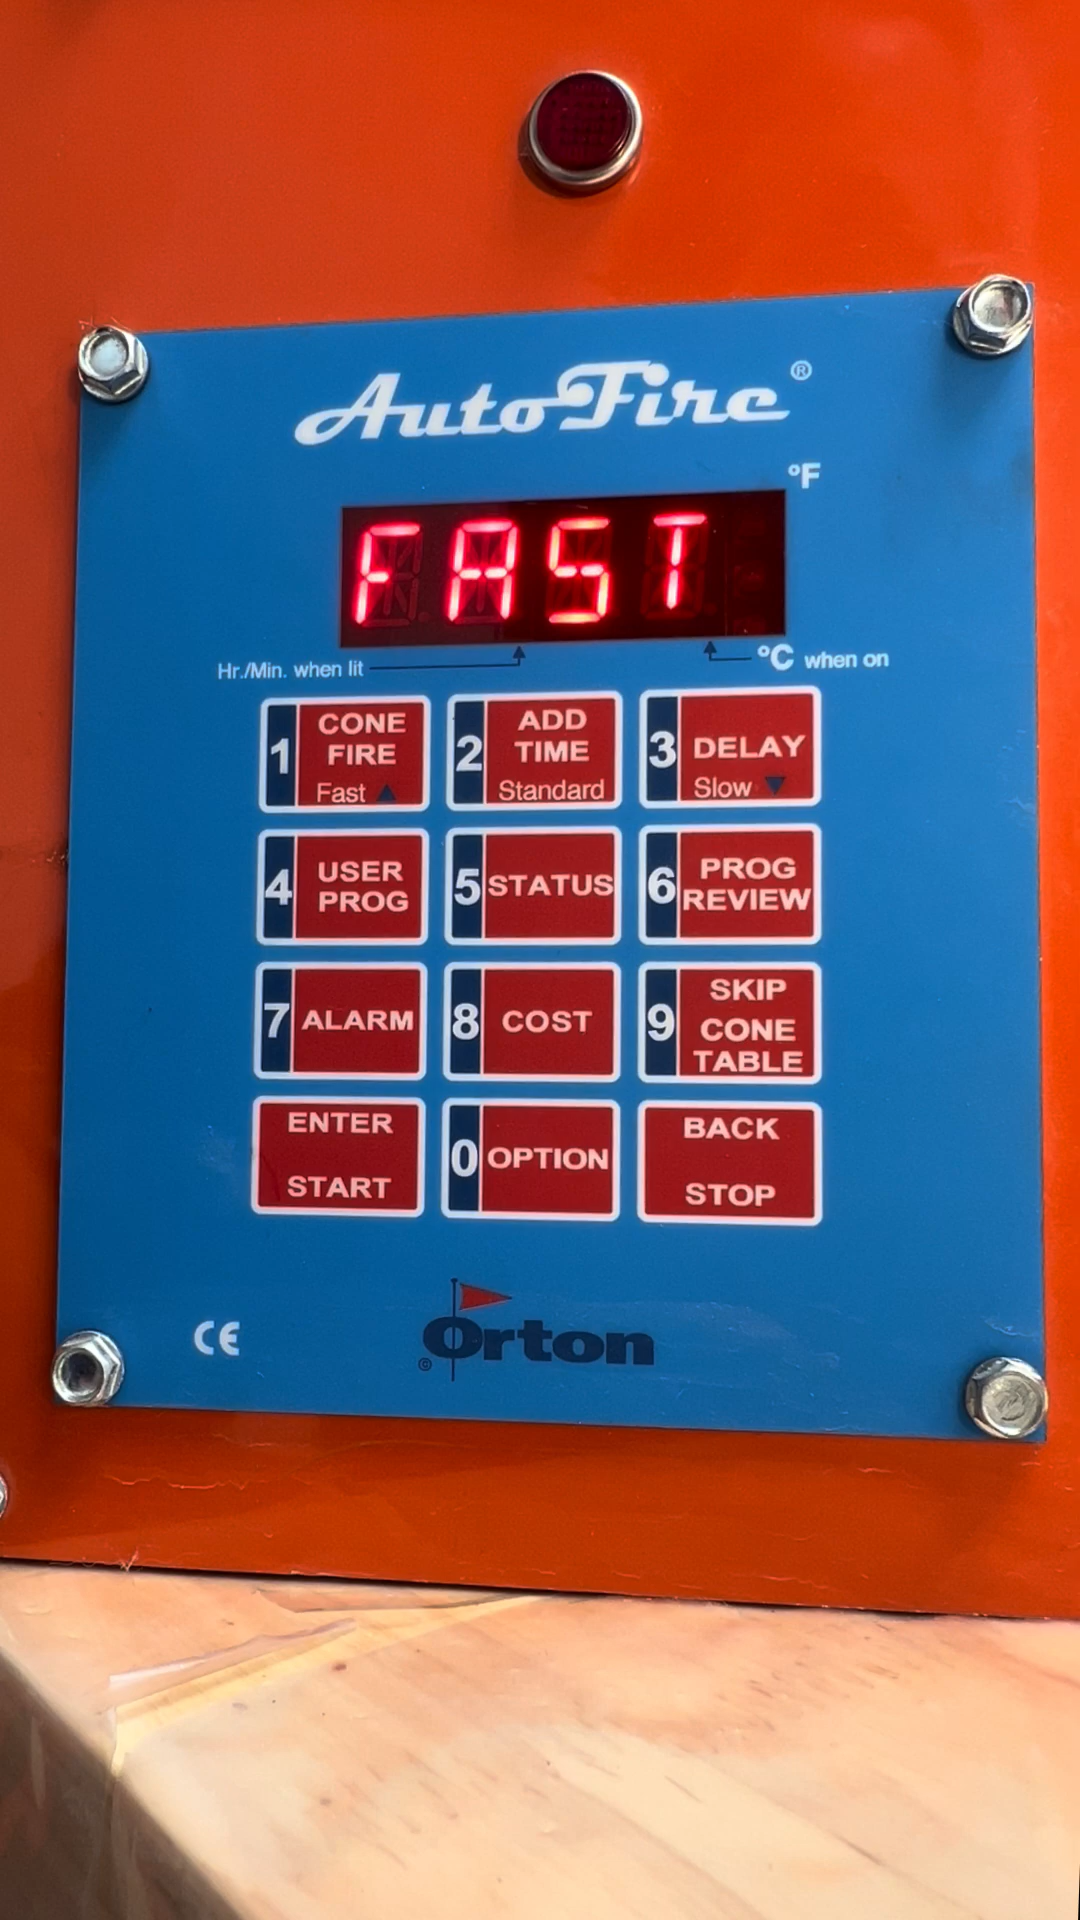 AutoFire®
°F
FAST
Hr./Min. when lit
°C when on
1 CONE FIRE Fast ▲
2 ADD TIME Standard
3 DELAY Slow ▼
4 USER PROG
5 STATUS
6 PROG REVIEW
7 ALARM
8 COST
9 SKIP CONE TABLE
ENTER START
0 OPTION
BACK STOP
CE
©Orton